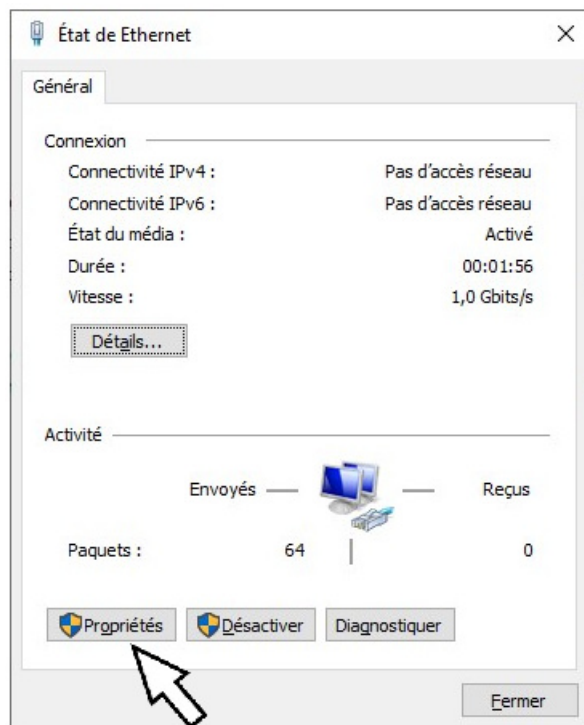 État de Ethernet
Général
Connexion
Connectivité IPv4 : Pas d’accès réseau
Connectivité IPv6 : Pas d’accès réseau
État du média : Activé
Durée : 00:01:56
Vitesse : 1,0 Gbits/s
Détails...
Activité
Envoyés Reçus
Paquets : 64 0
Propriétés Désactiver Diagnostiquer
Fermer